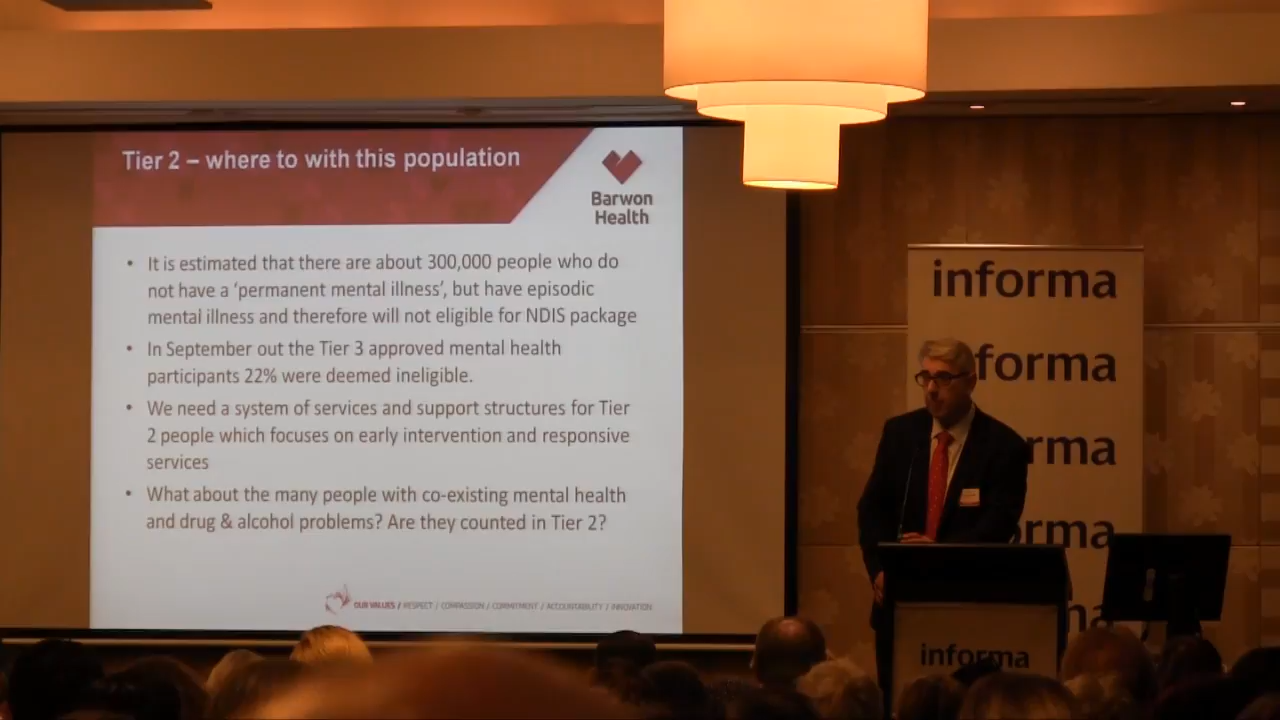 Tier 2 – where to with this population
Barwon
Health
• It is estimated that there are about 300,000 people who do
not have a ‘permanent mental illness’, but have episodic
mental illness and therefore will not eligible for NDIS package
• In September out the Tier 3 approved mental health
participants 22% were deemed ineligible.
• We need a system of services and support structures for Tier
2 people which focuses on early intervention and responsive
services
• What about the many people with co-existing mental health
and drug & alcohol problems? Are they counted in Tier 2?
OUR VALUES / RESPECT / COMPASSION / COMMITMENT / ACCOUNTABILITY / INNOVATION
informa
forma
rma
orma
ma
informa